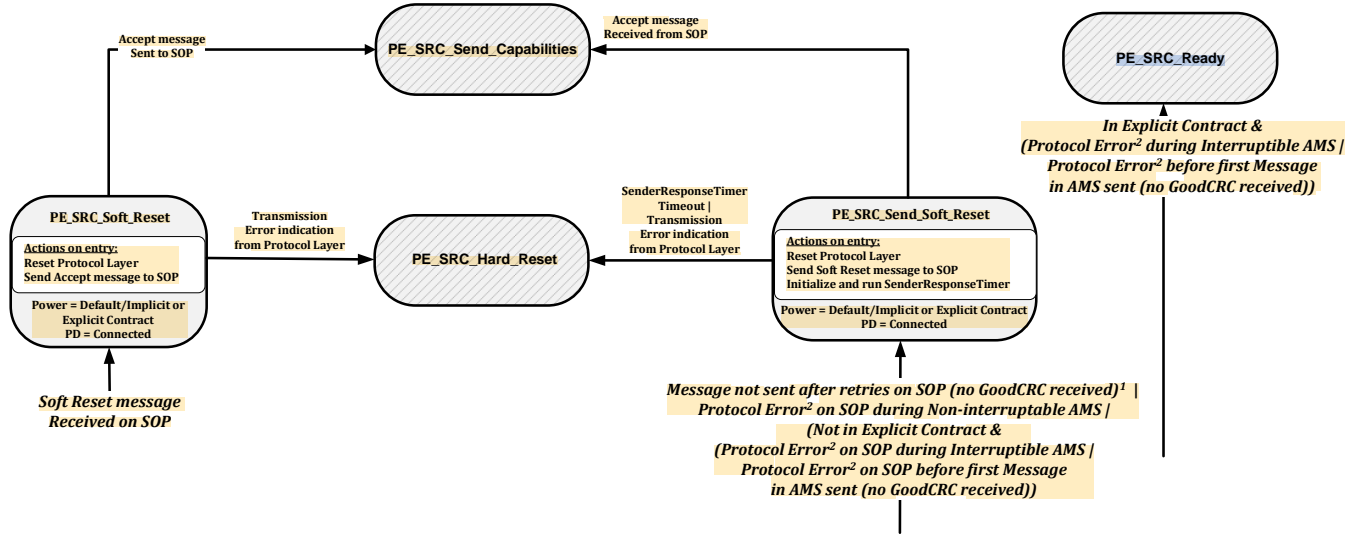 Accept message
Sent to SOP
PE_SRC_Send_Capabilities
Accept message
Received from SOP
PE_SRC_Ready
In Explicit Contract &
(Protocol Error2 during Interruptible AMS |
Protocol Error2 before first Message
in AMS sent (no GoodCRC received))
PE_SRC_Soft_Reset
Actions on entry:
Reset Protocol Layer
Send Accept message to SOP
Power = Default/Implicit or
Explicit Contract
PD = Connected
Transmission
Error indication
from Protocol Layer
PE_SRC_Hard_Reset
SenderResponseTimer
Timeout |
Transmission
Error indication
from Protocol Layer
PE_SRC_Send_Soft_Reset
Actions on entry:
Reset Protocol Layer
Send Soft Reset message to SOP
Initialize and run SenderResponseTimer
Power = Default/Implicit or Explicit Contract
PD = Connected
Soft Reset message
Received on SOP
Message not sent after retries on SOP (no GoodCRC received)1 |
Protocol Error2 on SOP during Non-interruptable AMS |
(Not in Explicit Contract &
(Protocol Error2 on SOP during Interruptible AMS |
Protocol Error2 on SOP before first Message
in AMS sent (no GoodCRC received))